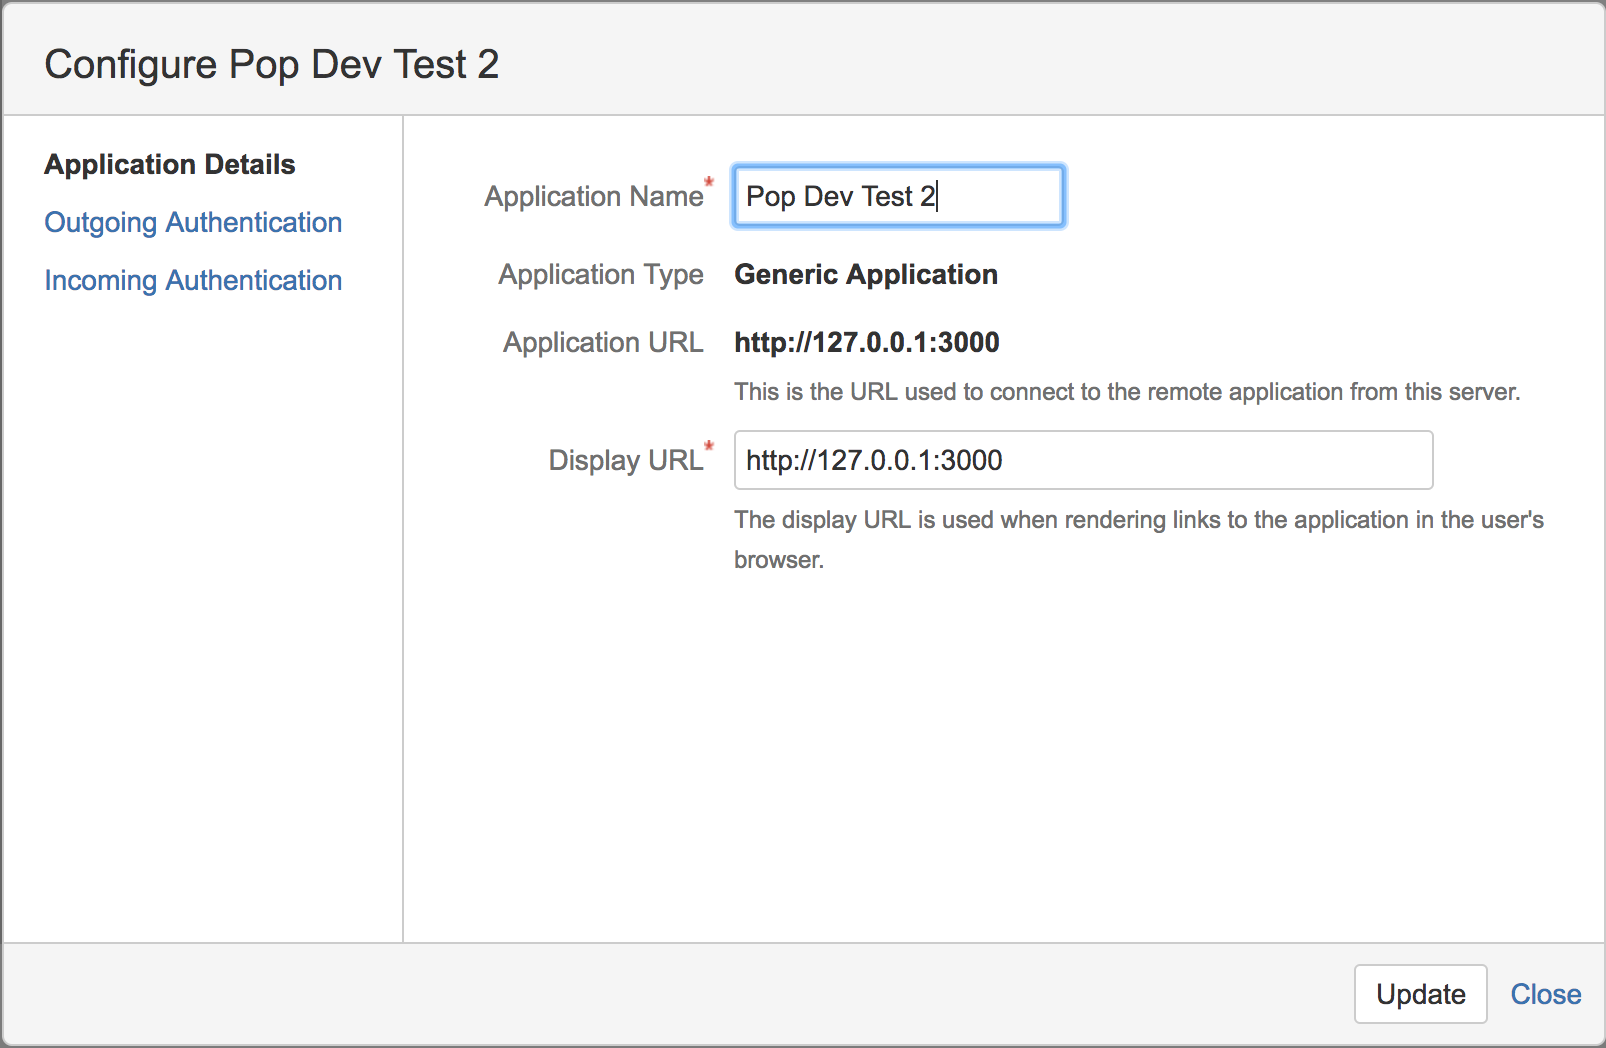 Configure Pop Dev Test 2
Application Details
Outgoing Authentication
Incoming Authentication
Application Name* Pop Dev Test 2
Application Type Generic Application
Application URL http://127.0.0.1:3000
This is the URL used to connect to the remote application from this server.
Display URL* http://127.0.0.1:3000
The display URL is used when rendering links to the application in the user's
browser.
Update Close